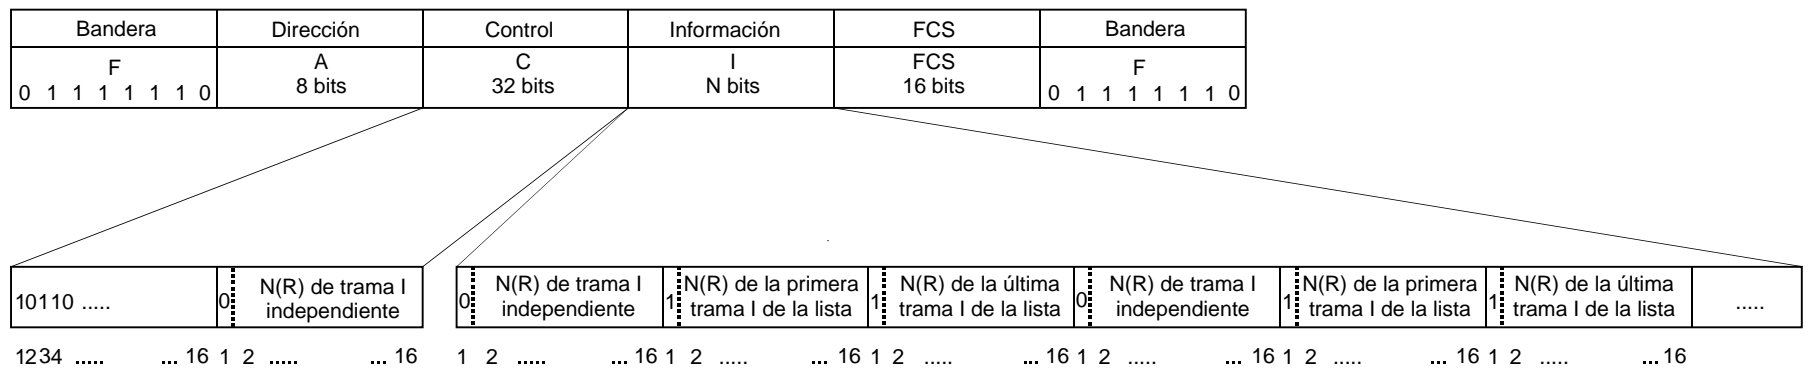 Bandera Dirección Control Información FCS Bandera
F A C I FCS F
0 1 1 1 1 1 1 0 8 bits 32 bits N bits 16 bits 0 1 1 1 1 1 1 0
10110 ..... 0 N(R) de trama I independiente 0 N(R) de trama I independiente 1 N(R) de la primera trama I de la lista 1 N(R) de la última trama I de la lista 0 N(R) de trama I independiente 1 N(R) de la primera trama I de la lista 1 N(R) de la última trama I de la lista .....
1234 ..... ... 16 1 2 ..... ... 16 1 2 ..... ... 16 1 2 ..... ... 16 1 2 ..... ... 16 1 2 ..... ... 16 1 2 ..... ... 16 1 2 ..... ... 16